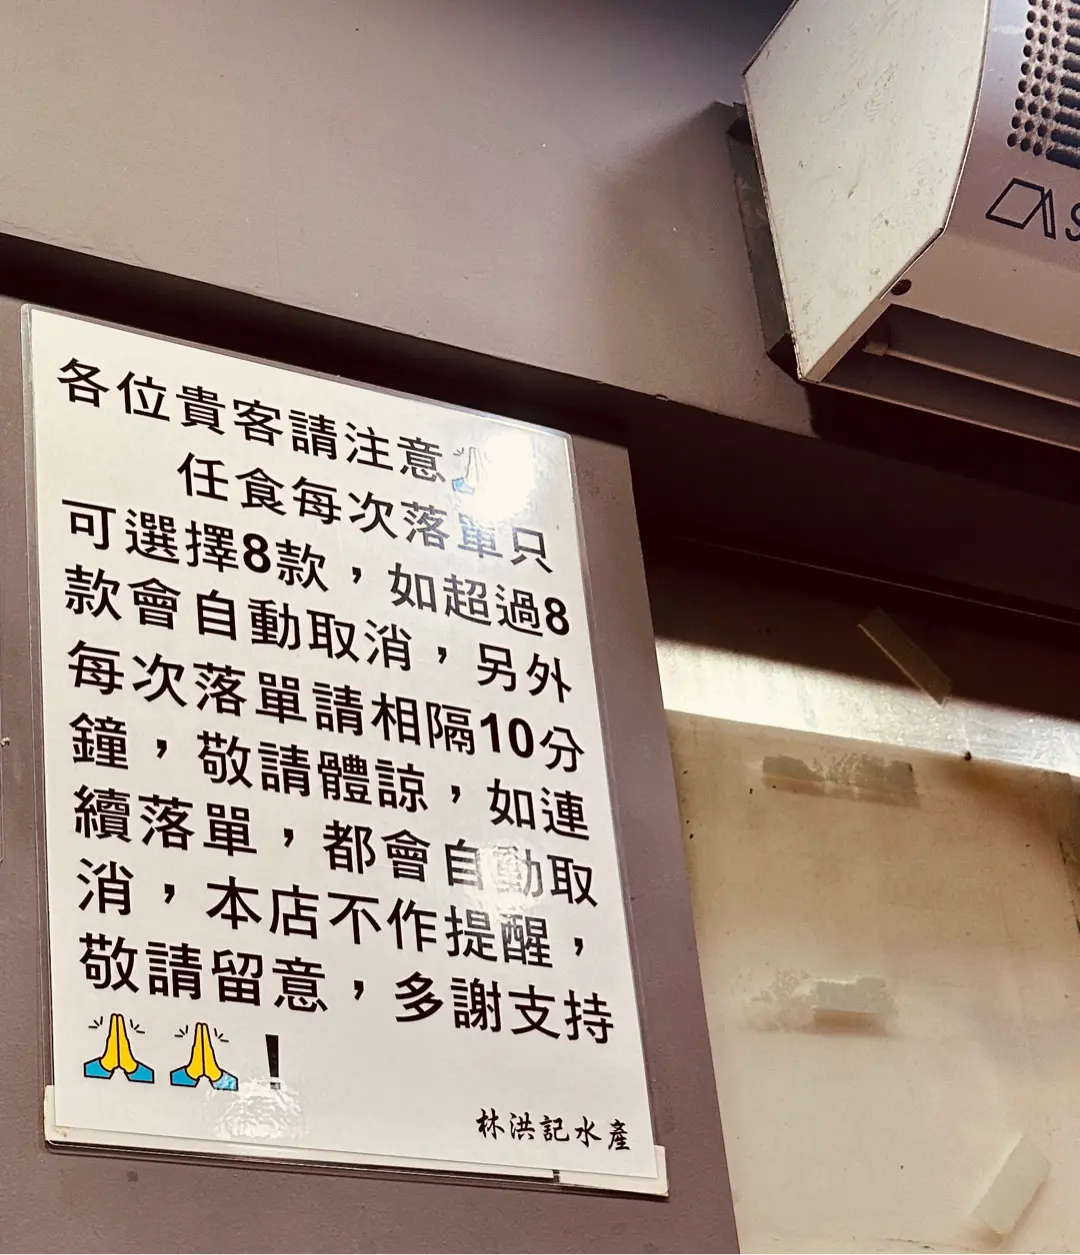 各位貴客請注意🙏
任食每次落單只
可選擇8款，如超過8
款會自動取消，另外
每次落單請相隔10分
鐘，敬請體諒，如連
續落單，都會自動取
消，本店不作提醒，
敬請留意，多謝支持
🙏🙏！
林洪記水產